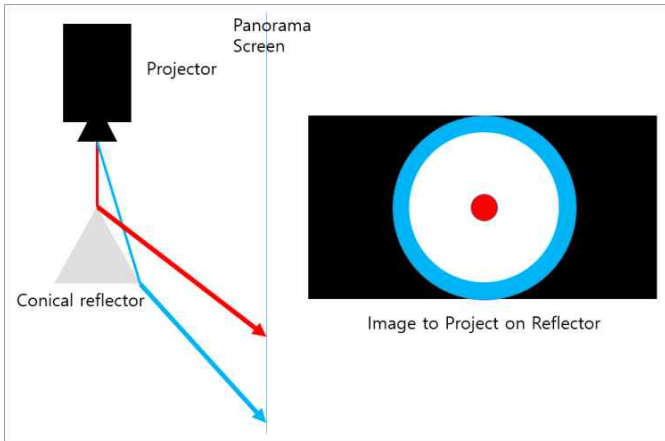 Panorama
Screen
Projector
Conical reflector
Image to Project on Reflector